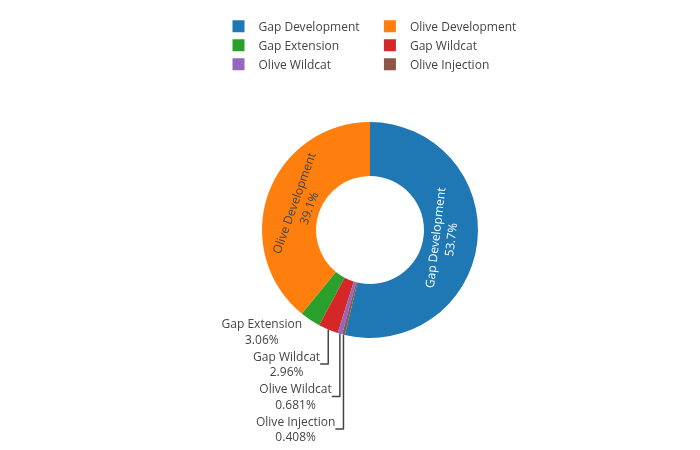 Gap Development
Olive Development
Gap Extension
Gap Wildcat
Olive Wildcat
Olive Injection
Olive Development
39.1%
Gap Development
53.7%
Gap Extension
3.06%
Gap Wildcat
2.96%
Olive Wildcat
0.681%
Olive Injection
0.408%